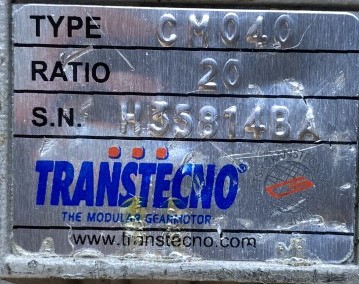 TYPE CM040
RATIO 20
S.N. H35814BA
TRANSTECNO®
THE MODULAR GEARMOTOR
www.transtecno.com